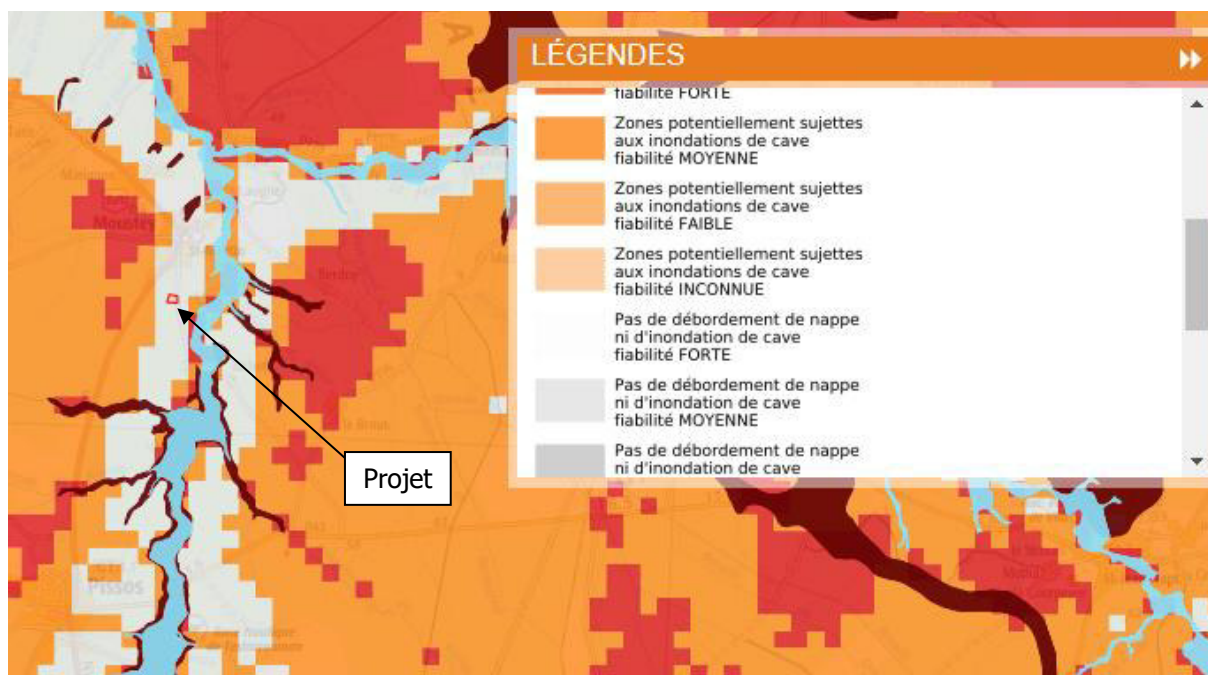 LÉGENDES
fiabilité FORTE
Zones potentiellement sujettes
aux inondations de cave
fiabilité MOYENNE
Zones potentiellement sujettes
aux inondations de cave
fiabilité FAIBLE
Zones potentiellement sujettes
aux inondations de cave
fiabilité INCONNUE
Pas de débordement de nappe
ni d'inondation de cave
fiabilité FORTE
Pas de débordement de nappe
ni d'inondation de cave
fiabilité MOYENNE
Pas de débordement de nappe
ni d'inondation de cave
Moustey
Projet
Pissos